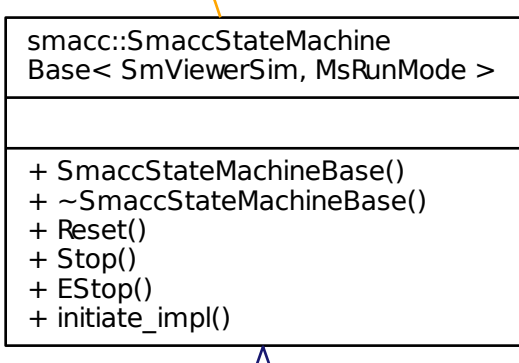 smacc::SmaccStateMachine
Base< SmViewerSim, MsRunMode >
+ SmaccStateMachineBase()
+ ~SmaccStateMachineBase()
+ Reset()
+ Stop()
+ EStop()
+ initiate_impl()